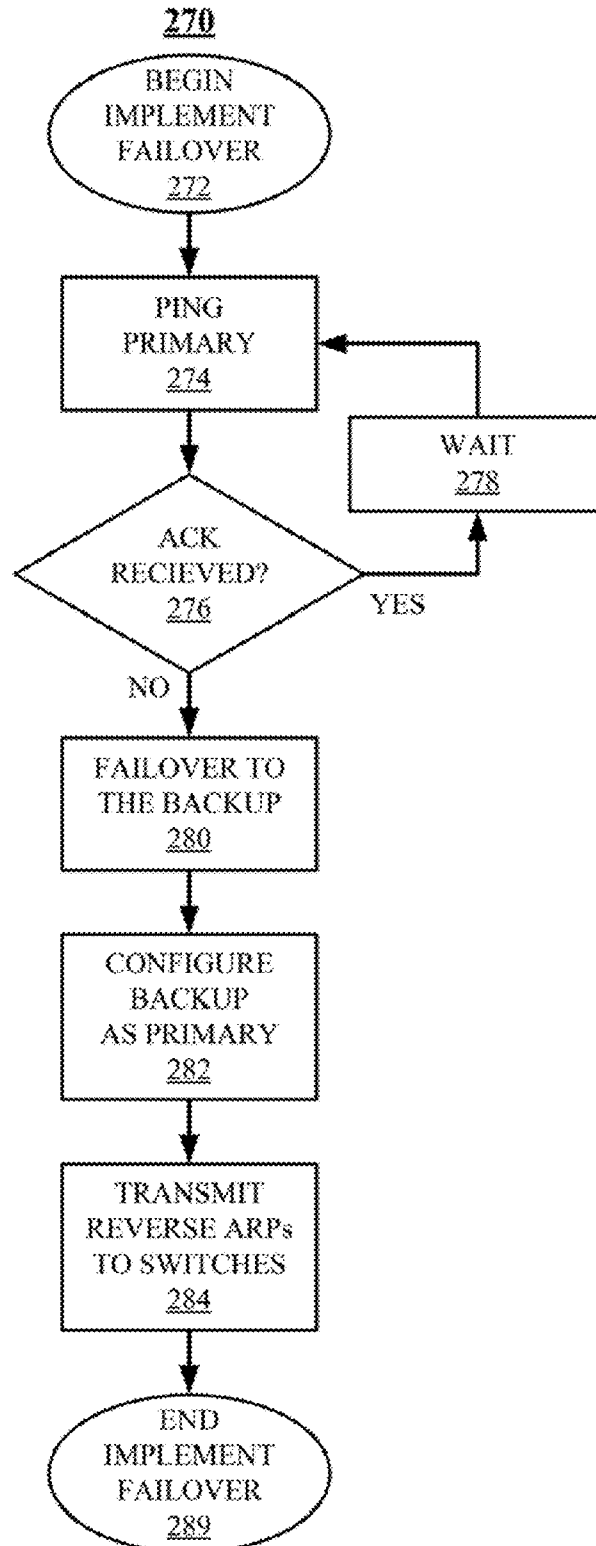 270
BEGIN
IMPLEMENT
FAILOVER
272
PING
PRIMARY
274
WAIT
278
ACK
RECIEVED?
276
YES
NO
FAILOVER TO
THE BACKUP
280
CONFIGURE
BACKUP
AS PRIMARY
282
TRANSMIT
REVERSE ARPs
TO SWITCHES
284
END
IMPLEMENT
FAILOVER
289